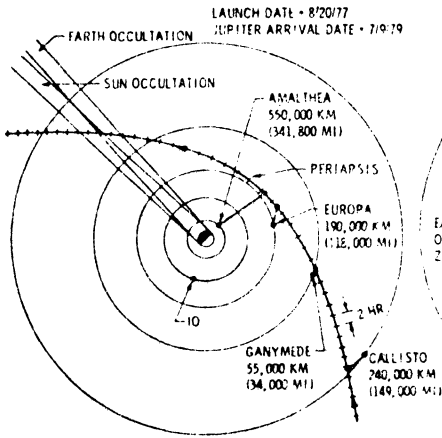 LAUNCH DATE - 8/20/77
JUPITER ARRIVAL DATE - 7/9/79
EARTH OCCULTATION
SUN OCCULTATION
AMALTHEA
550,000 KM
(341,800 MI)
PERIAPSIS
EUROPA
190,000 KM
(118,000 MI)
IO
2 HR
GANYMEDE
55,000 KM
(34,000 MI)
CALLISTO
240,000 KM
(149,000 MI)